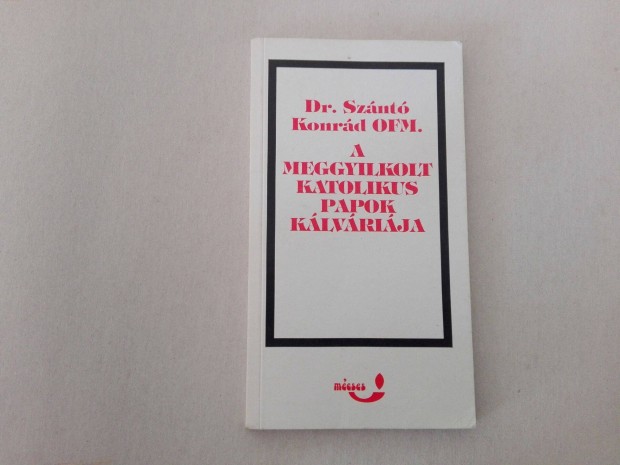 Dr. Szántó
Konrád OFM.
A
MEGGYILKOLT
KATOLIKUS
PAPOK
KÁLVÁRIÁJA
mécses